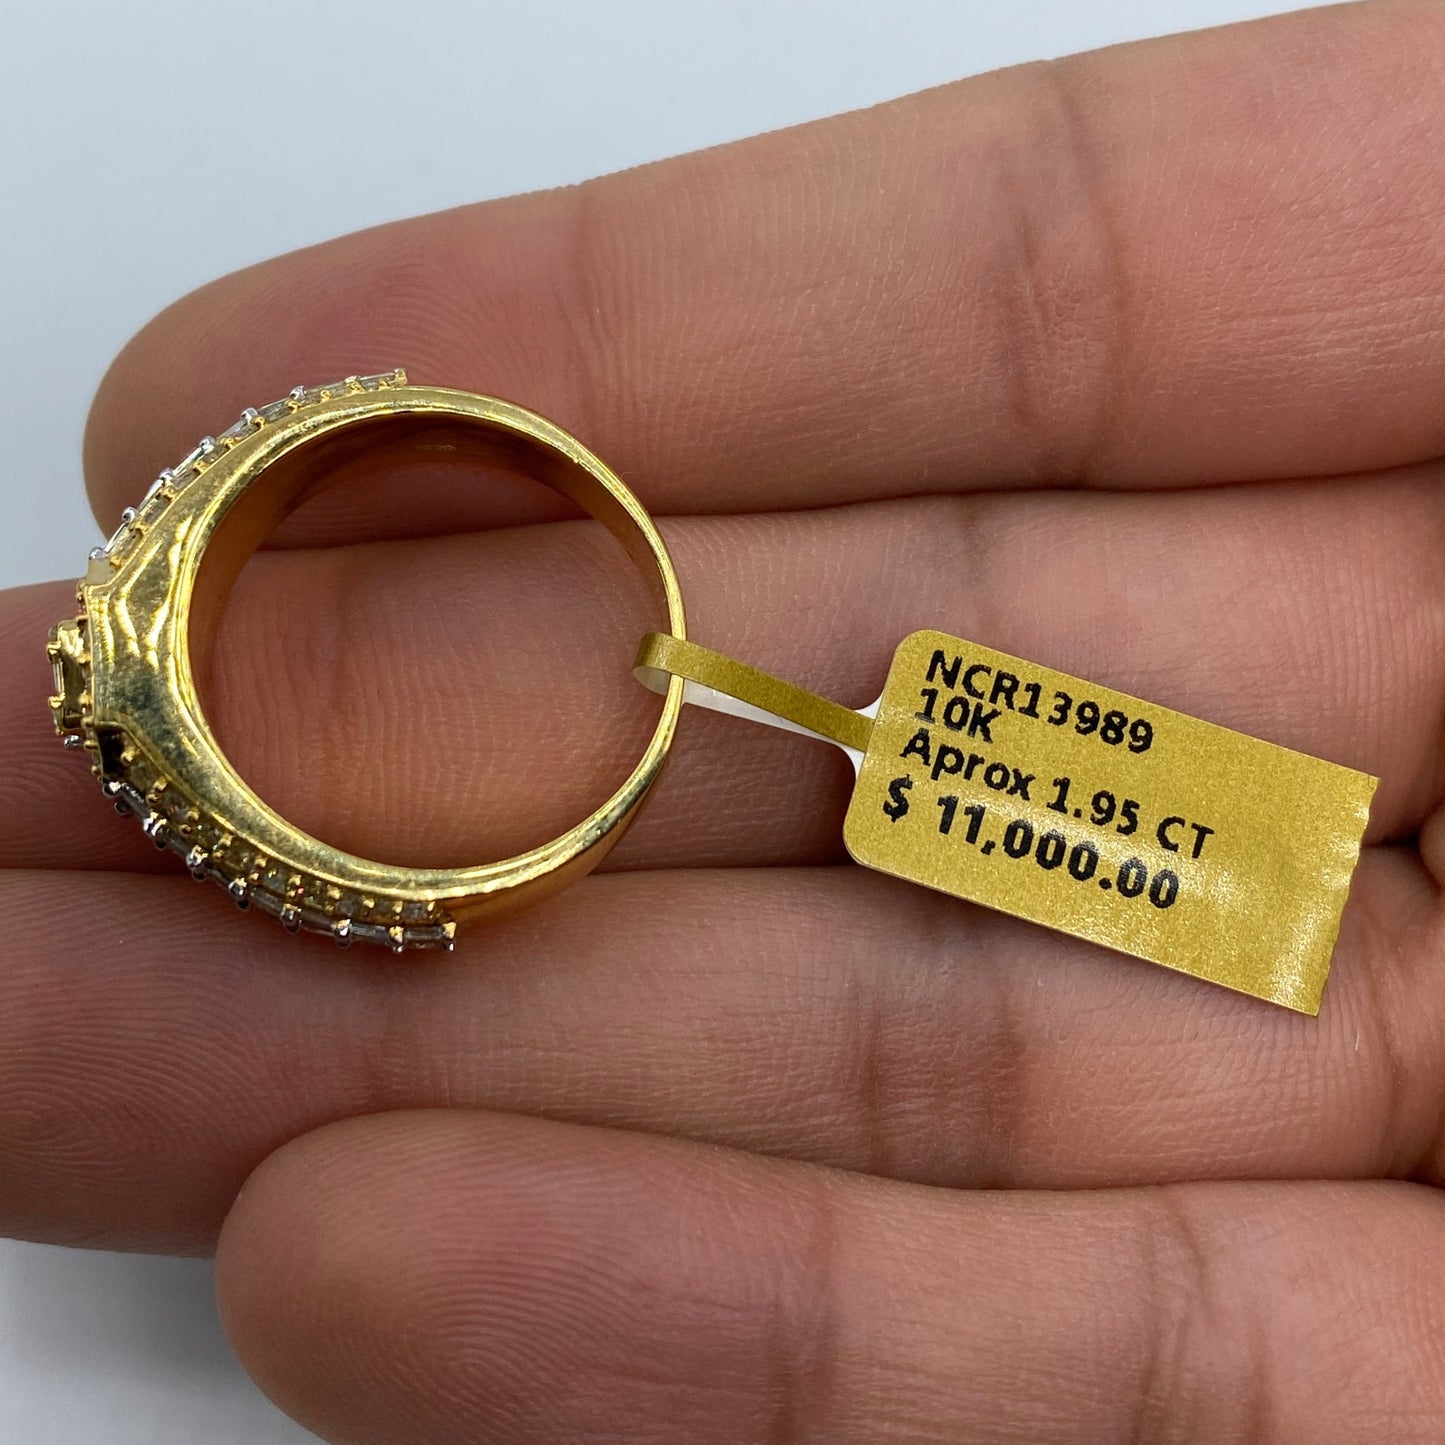 NCR13989
10K
Aprox 1.95 CT
$ 11,000.00